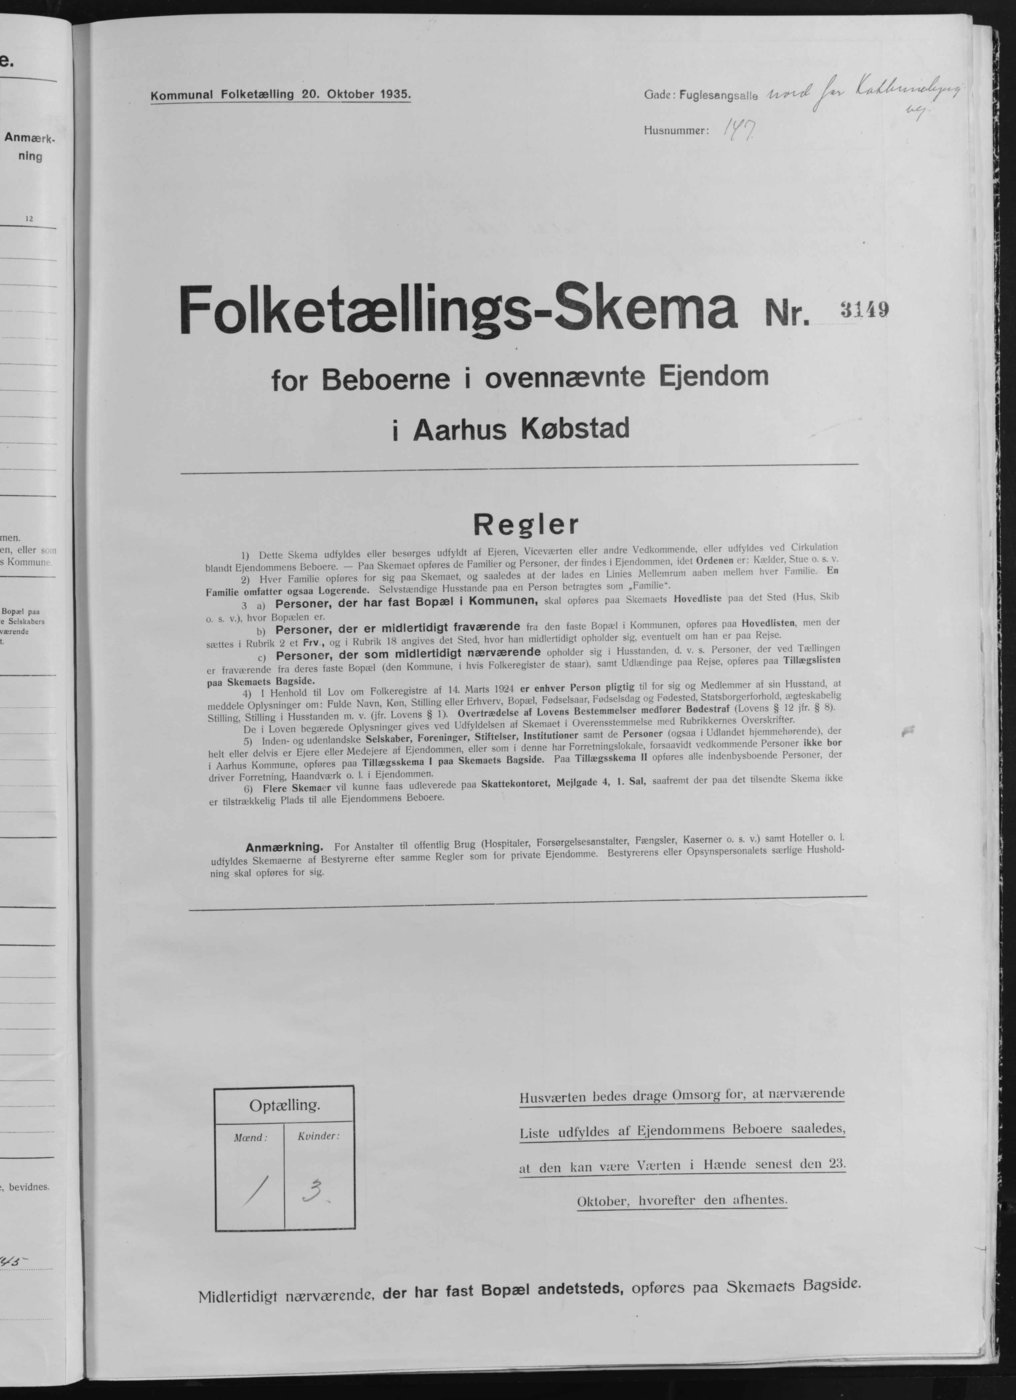 e.
Anmærk-
ning
12
men.
en, eller som
s Kommune.
Bopæl paa
e Selskabers
værende
t.
e, bevidnes.
Kommunal Folketælling 20. Oktober 1935.
Gade: Fuglesangsalle nord for
Husnummer: 147
Folketællings-Skema Nr. 3149
for Beboerne i ovennævnte Ejendom
i Aarhus Købstad
Regler
1) Dette Skema udfyldes eller besørges udfyldt af Ejeren, Viceværten eller andre Vedkommende, eller udfyldes ved Cirkulation
blandt Ejendommens Beboere. — Paa Skemaet opføres de Familier og Personer, der findes i Ejendommen, idet Ordenen er: Kælder, Stue o. s. v.
2) Hver Familie opføres for sig paa Skemaet, og saaledes at der lades en Linies Mellemrum aaben mellem hver Familie. En
Familie omfatter ogsaa Logerende. Selvstændige Husstande paa en Person betragtes som „Familie".
3 a) Personer, der har fast Bopæl i Kommunen, skal opføres paa Skemaets Hovedliste paa det Sted (Hus, Skib
o. s. v.), hvor Bopælen er.
b) Personer, der er midlertidigt fraværende fra den faste Bopæl i Kommunen, opføres paa Hovedlisten, men der
sættes i Rubrik 2 et Frv., og i Rubrik 18 angives det Sted, hvor han midlertidigt opholder sig, eventuelt om han er paa Rejse.
c) Personer, der som midlertidigt nærværende opholder sig i Husstanden, d. v. s. Personer, der ved Tællingen
er fraværende fra deres faste Bopæl (den Kommune, i hvis Folkeregister de staar), samt Udlændinge paa Rejse, opføres paa Tillægslisten
paa Skemaets Bagside.
4) I Henhold til Lov om Folkeregistre af 14. Marts 1924 er enhver Person pligtig til for sig og Medlemmer af sin Husstand, at
meddele Oplysninger om: Fulde Navn, Køn, Stilling eller Erhverv, Bopæl, Fødselsaar, Fødselsdag og Fødested, Statsborgerforhold, ægteskabelig
Stilling, Stilling i Husstanden m. v. (jfr. Lovens § 1). Overtrædelse af Lovens Bestemmelser medfører Bødestraf (Lovens § 12 jfr. § 8).
De i Loven begærede Oplysninger gives ved Udfyldelsen af Skemaet i Overensstemmelse med Rubrikkernes Overskrifter.
5) Inden- og udenlandske Selskaber, Foreninger, Stiftelser, Institutioner samt de Personer (ogsaa i Udlandet hjemmehørende), der
helt eller delvis er Ejere eller Medejere af Ejendommen, eller som i denne har Forretningslokale, forsaavidt vedkommende Personer ikke bor
i Aarhus Kommune, opføres paa Tillægsskema I paa Skemaets Bagside. Paa Tillægsskema II opføres alle indenbysboende Personer, der
driver Forretning, Haandværk o. l. i Ejendommen.
6) Flere Skemaer vil kunne faas udleverede paa Skattekontoret, Mejlgade 4, 1. Sal, saafremt der paa det tilsendte Skema ikke
er tilstrækkelig Plads til alle Ejendommens Beboere.
Anmærkning. For Anstalter til offentlig Brug (Hospitaler, Forsørgelsesanstalter, Fængsler, Kaserner o. s. v.) samt Hoteller o. l.
udfyldes Skemaerne af Bestyrerne efter samme Regler som for private Ejendomme. Bestyrerens eller Opsynspersonalets særlige Hushold-
ning skal opføres for sig.
Optælling.
Mænd: Kvinder:
1 3.
Husværten bedes drage Omsorg for, at nærværende
Liste udfyldes af Ejendommens Beboere saaledes,
at den kan være Værten i Hænde senest den 23.
Oktober, hvorefter den afhentes.
Midlertidigt nærværende, der har fast Bopæl andetsteds, opføres paa Skemaets Bagside.